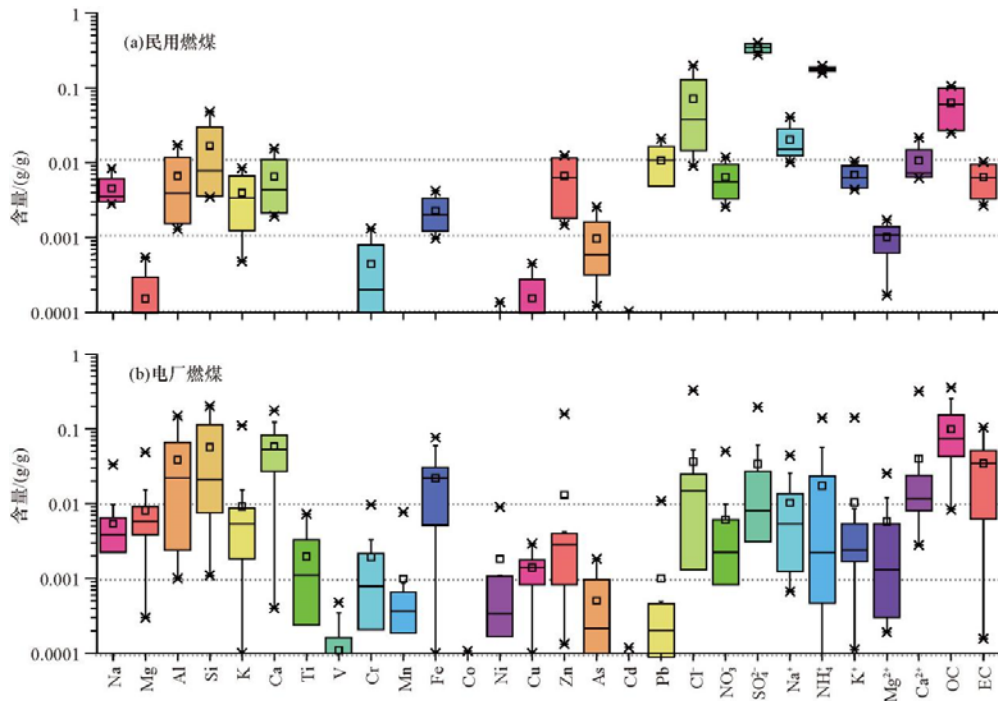 1
(a)民用燃煤
0.1
0.01
0.001
0.0001
含量/(g/g)
1
(b)电厂燃煤
0.1
0.01
0.001
0.0001
含量/(g/g)
Na Mg Al Si K Ca Ti V Cr Mn Fe Co Ni Cu Zn As Cd Pb Cl⁻ NO₃⁻ SO₄²⁻ Na⁺ NH₄⁺ K⁺ Mg²⁺ Ca²⁺ OC EC